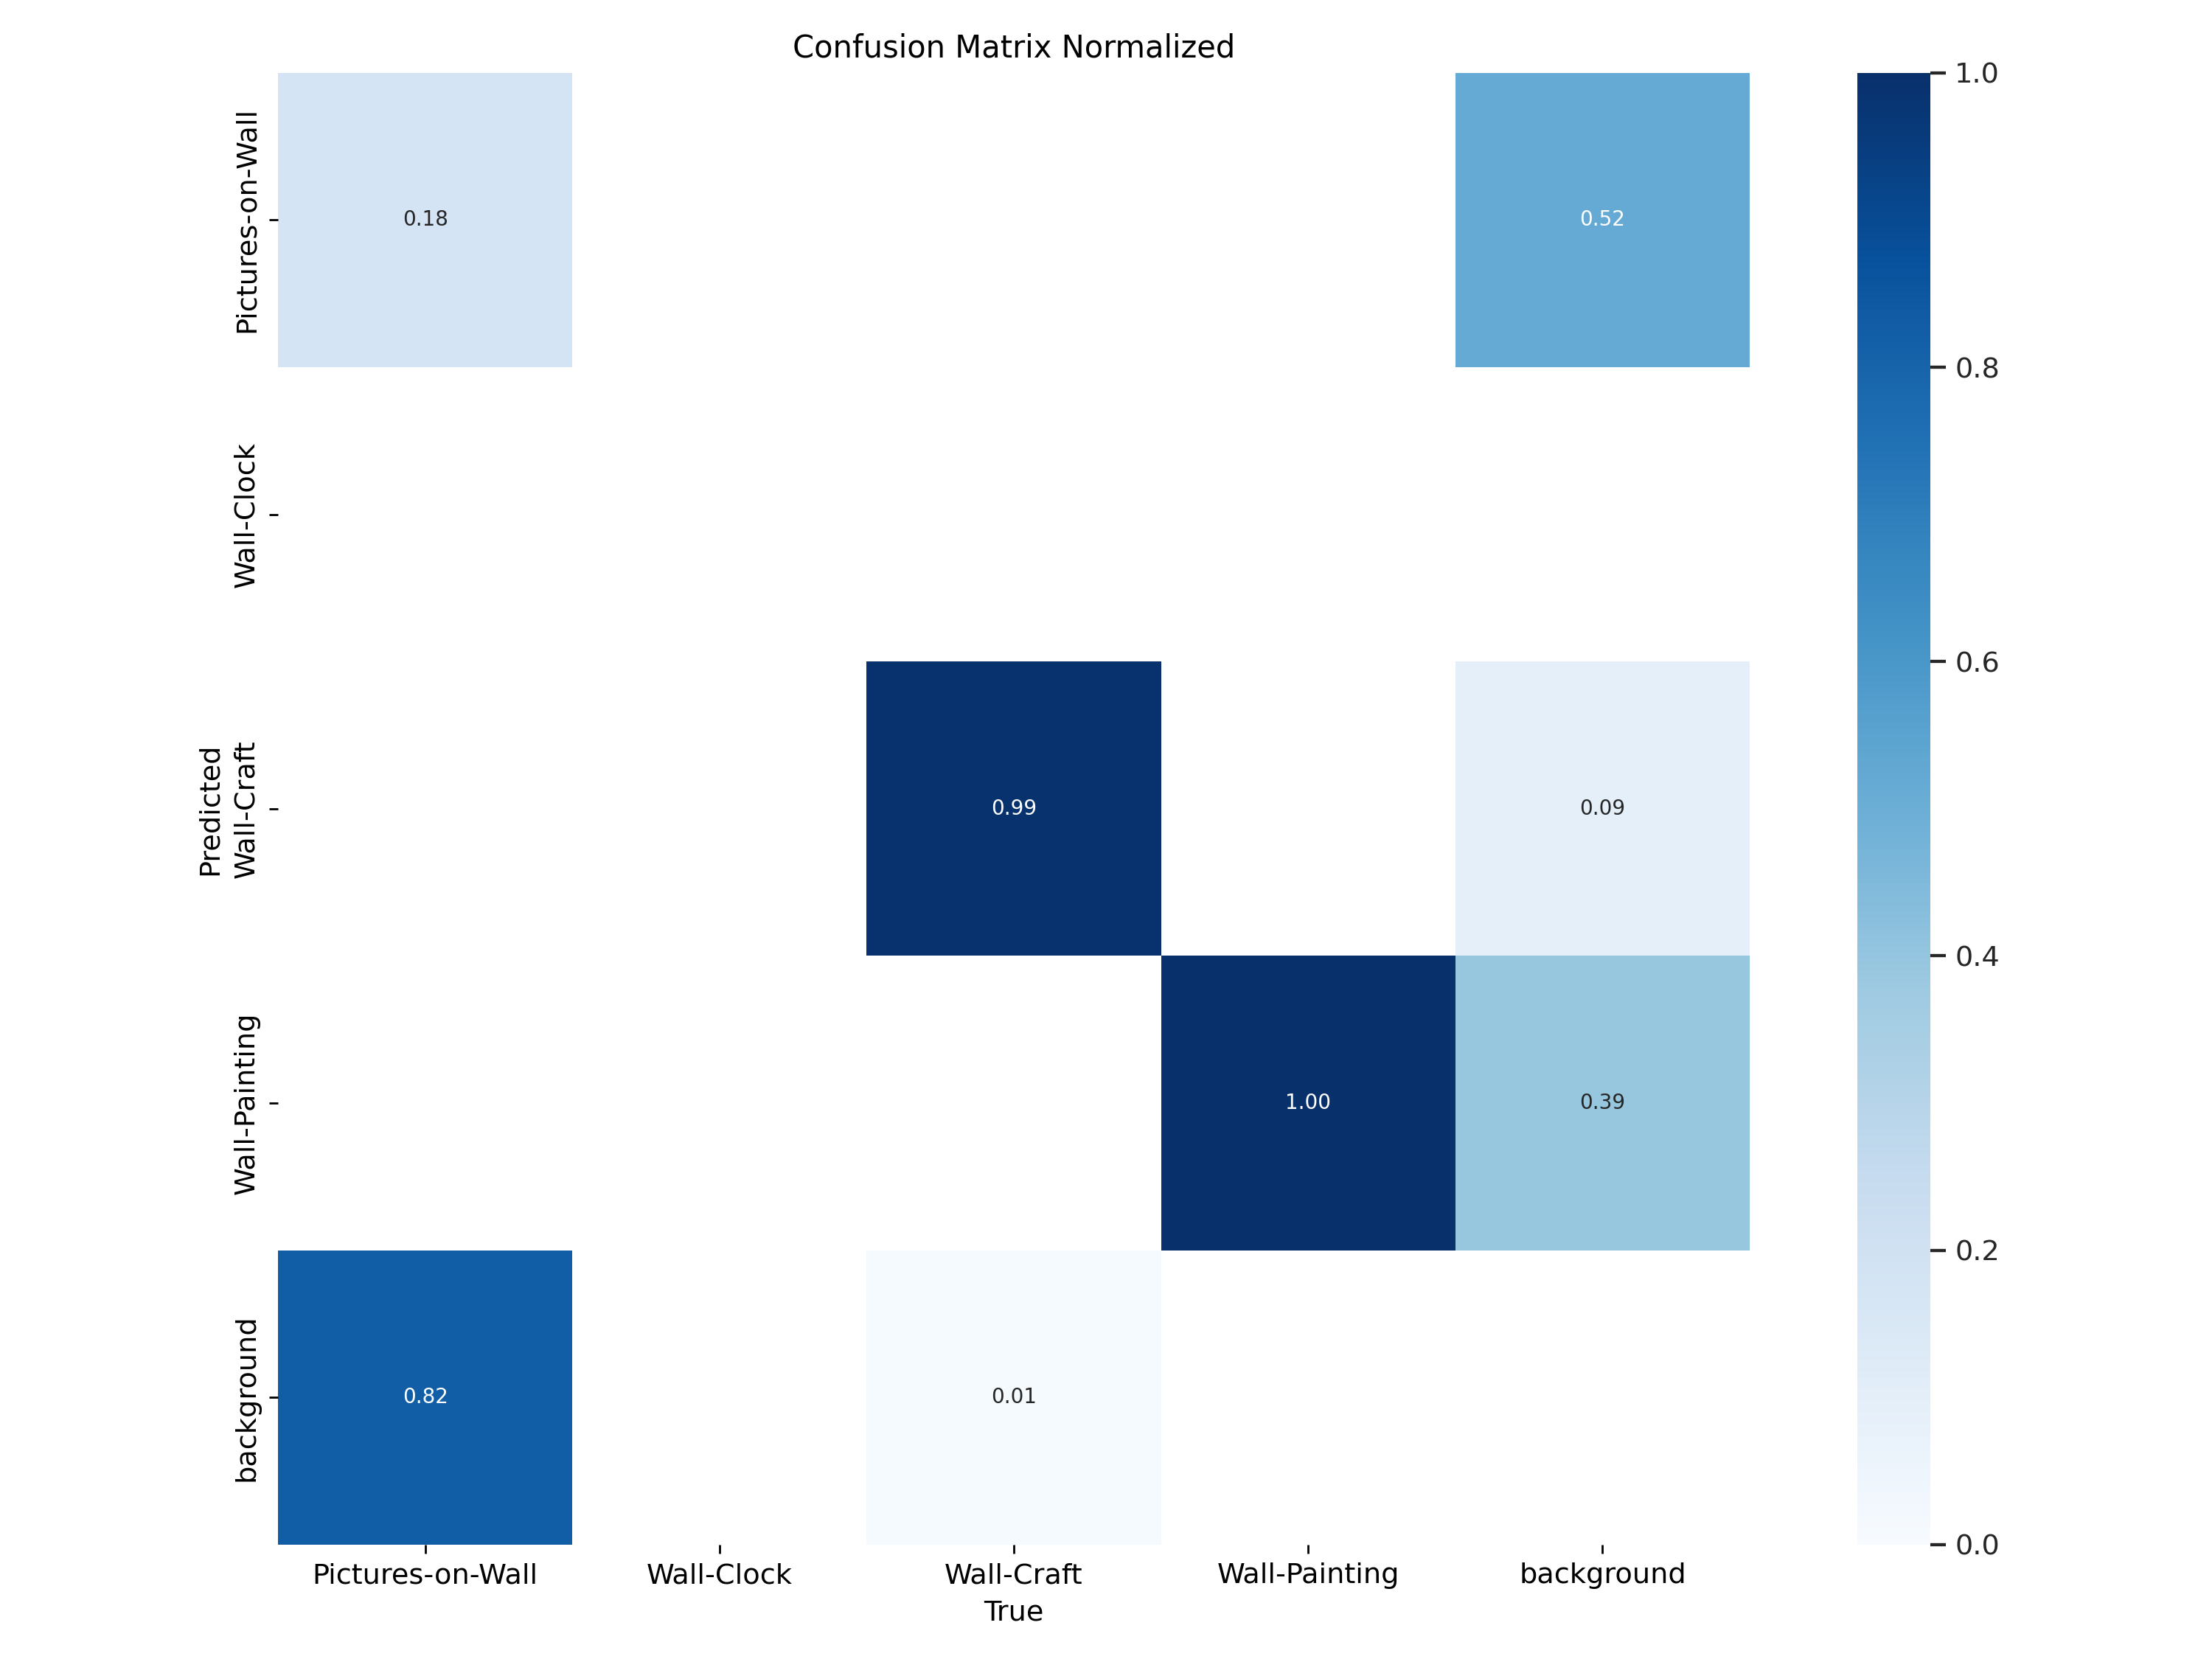 Confusion Matrix Normalized
Pictures-on-Wall
Wall-Clock
Wall-Craft
Wall-Painting
background
Predicted
0.18
0.52
0.99
0.09
1.00
0.39
0.82
0.01
Pictures-on-Wall
Wall-Clock
Wall-Craft
Wall-Painting
background
True
1.0
0.8
0.6
0.4
0.2
0.0